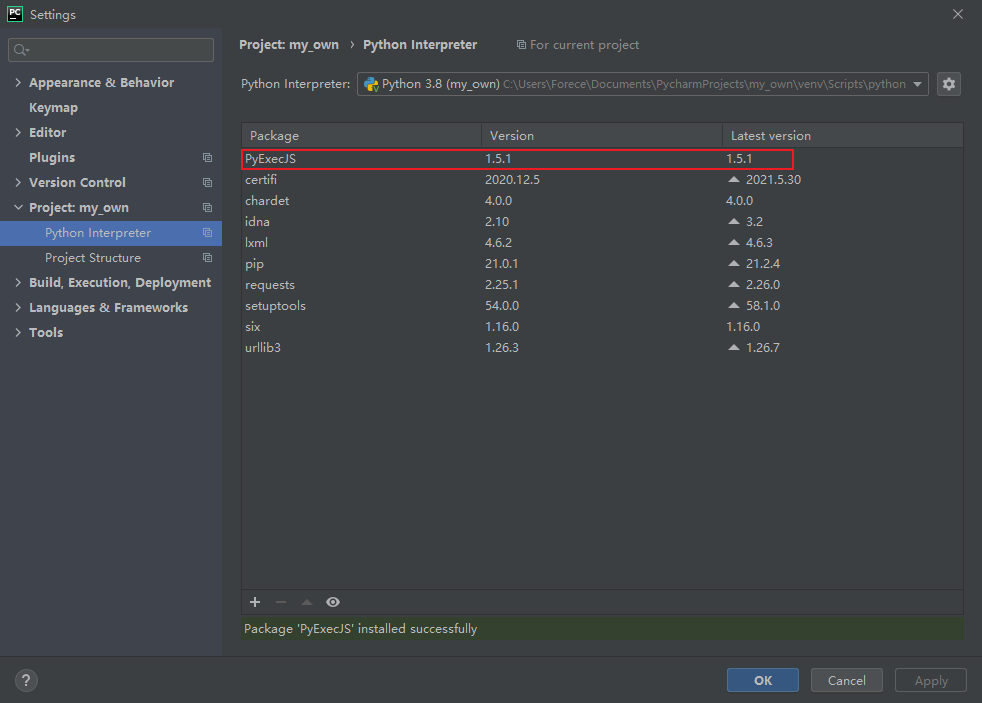 PC Settings
Project: my_own › Python Interpreter For current project
Python Interpreter: Python 3.8 (my_own) C:\Users\Forece\Documents\PycharmProjects\my_own\venv\Scripts\python
Appearance & Behavior
Keymap
Editor
Plugins
Version Control
Project: my_own
Python Interpreter
Project Structure
Build, Execution, Deployment
Languages & Frameworks
Tools
Package Version Latest version
PyExecJS 1.5.1 1.5.1
certifi 2020.12.5 2021.5.30
chardet 4.0.0 4.0.0
idna 2.10 3.2
lxml 4.6.2 4.6.3
pip 21.0.1 21.2.4
requests 2.25.1 2.26.0
setuptools 54.0.0 58.1.0
six 1.16.0 1.16.0
urllib3 1.26.3 1.26.7
Package 'PyExecJS' installed successfully
? OK Cancel Apply